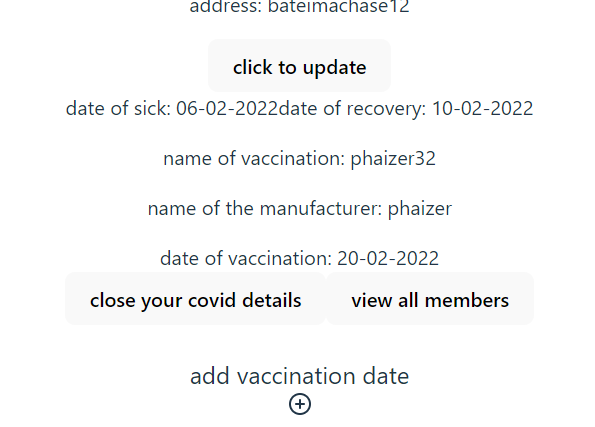 address: bateimachase12
click to update
date of sick: 06-02-2022date of recovery: 10-02-2022
name of vaccination: phaizer32
name of the manufacturer: phaizer
date of vaccination: 20-02-2022
close your covid details view all members
add vaccination date